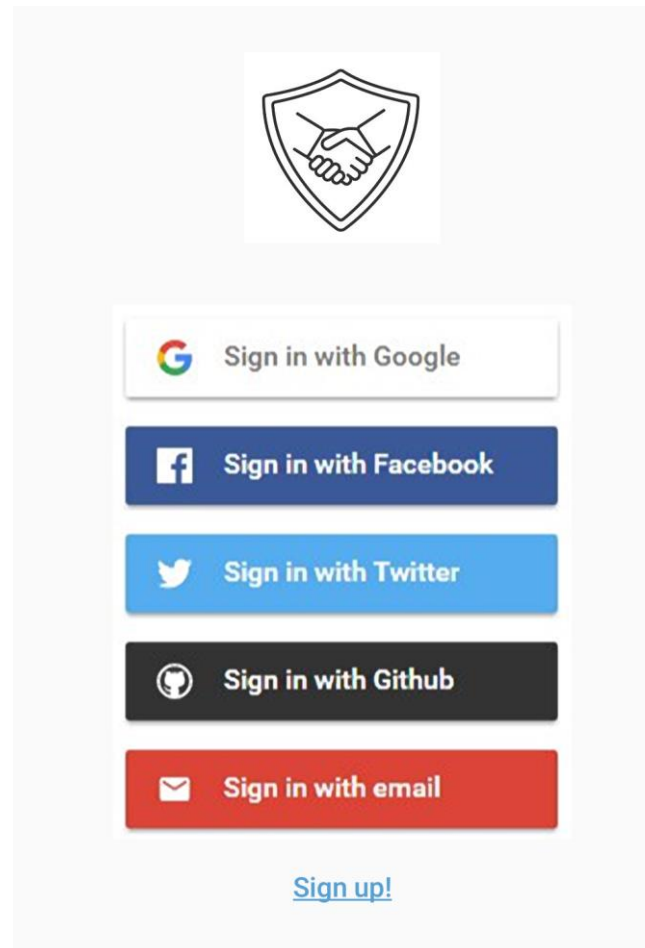 Sign in with Google
Sign in with Facebook
Sign in with Twitter
Sign in with Github
Sign in with email
Sign up!